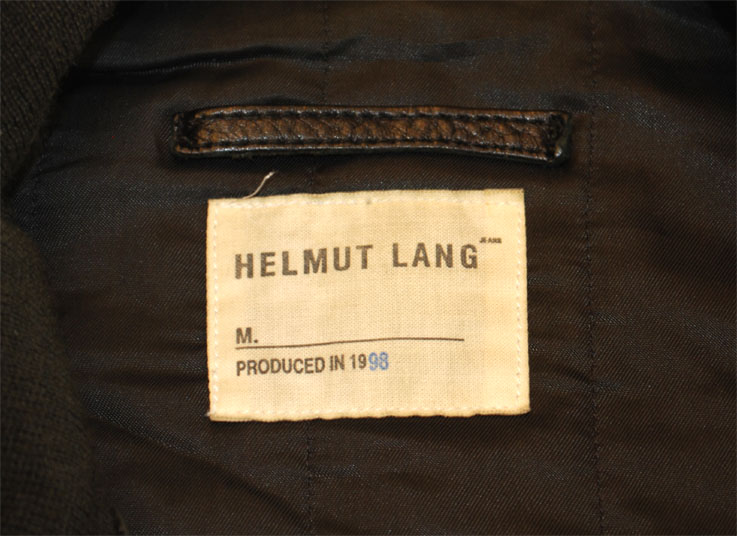 HELMUT LANG JEANS
M.
PRODUCED IN 1998